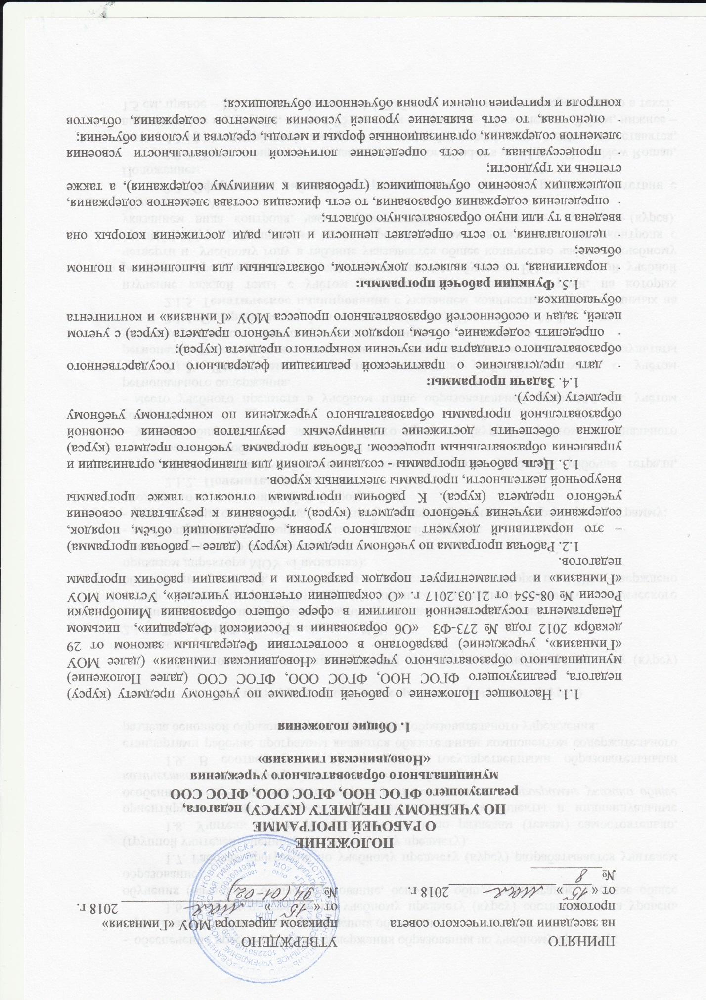 ПРИНЯТО
на заседании педагогического совета
протокол
от « 15 » мая 2018 г
№ 8
УТВЕРЖДЕНО
приказом директора МОУ «Гимназия»
от « 15 » мая 2018 г.
№ 94 (01-02)
ДЛЯ
ДОКУМЕНТОВ
ПОЛОЖЕНИЕ
О РАБОЧЕЙ ПРОГРАММЕ
ПО УЧЕБНОМУ ПРЕДМЕТУ (КУРСУ) педагога,
реализующего ФГОС НОО, ФГОС ООО, ФГОС СОО
муниципального образовательного учреждения
«Новодвинская гимназия»
1. Общие положения
1.1. Настоящее Положение о рабочей программе по учебному предмету (курсу)
педагога, реализующего ФГОС НОО, ФГОС ООО, ФГОС СОО (далее Положение)
муниципального образовательного учреждения «Новодвинская гимназия» (далее МОУ
«Гимназия», учреждение) разработано в соответствии Федеральным законом от 29
декабря 2012 года № 273-ФЗ «Об образовании в Российской Федерации», письмом
Департамента государственной политики в сфере общего образования Минобрнауки
России № 08-554 от 21.03.2017 г. «О сокращении отчетности учителей», Уставом МОУ
«Гимназия» и регламентирует порядок разработки и реализации рабочих программ
педагогов.
1.2. Рабочая программа по учебному предмету (курсу) (далее – рабочая программа)
– это нормативный документ локального уровня, определяющий объём, порядок,
содержание изучения учебного предмета (курса), требования к результатам освоения
учебного предмета (курса). К рабочим программам относятся также программы
внеурочной деятельности, программы элективных курсов.
1.3. Цель рабочей программы - создание условий для планирования, организации и
управления образовательным процессом. Рабочая программа учебного предмета (курса)
должна обеспечить достижение планируемых результатов освоения основной
образовательной программы образовательного учреждения по конкретному учебному
предмету (курсу).
1.4. Задачи программы:
· дать представление о практической реализации федерального государственного
образовательного стандарта при изучении конкретного предмета (курса);
· определить содержание, объем, порядок изучения учебного предмета (курса) с учетом
целей, задач и особенностей образовательного процесса МОУ «Гимназия» и контингента
обучающихся.
1.5. Функции рабочей программы:
· нормативная, то есть является документом, обязательным для выполнения в полном
объеме;
· целеполагания, то есть определяет ценности и цели, ради достижения которых она
введена в ту или иную образовательную область;
· определения содержания образования, то есть фиксация состава элементов содержания,
подлежащих усвоению обучающимися (требования к минимуму содержания), а также
степень их трудности;
· процессуальная, то есть определение логической последовательности усвоения
элементов содержания, организационные формы и методы, средства и условия обучения;
· оценочная, то есть выявление уровней усвоения элементов содержания, объектов
контроля и критериев оценки уровня обученности обучающихся;